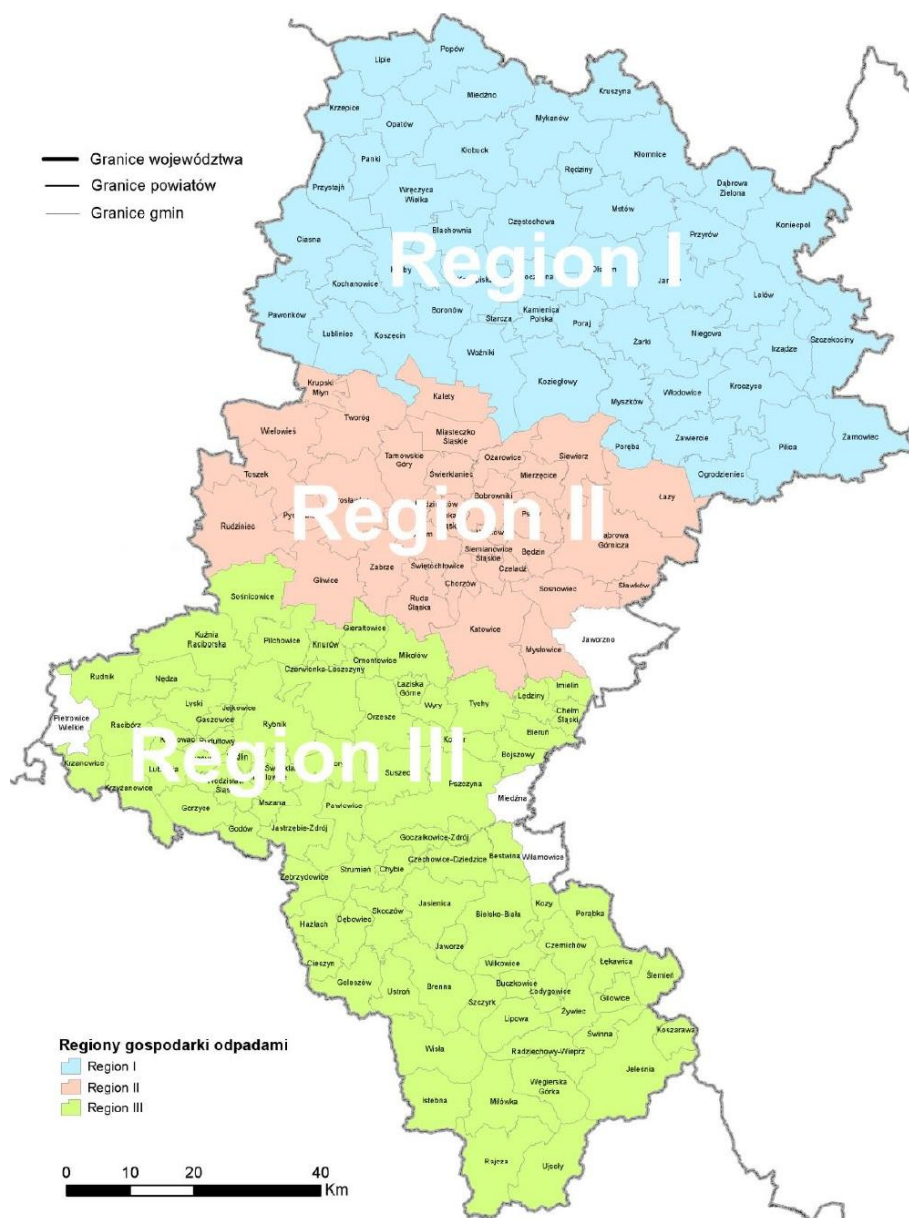 Popów
Lipie
Miedźno
Kruszyna
Krzepice
Mykanów
Opatów
Kłobuck
Kłomnice
Granice województwa
Panki
Rędziny
Granice powiatów
Przystajń
Dąbrowa
Zielona
Wręczyca
Wielka
Mstów
Granice gmin
Częstochowa
Koniecpol
Blachownia
Przyrów
Ciasna
Region I
Kochanowice
Lelów
Boronów
Starcza
Kamienica
Polska
Poraj
Pawonków
Lubliniec
Koszęcin
Niegowa
Szczekociny
Żarki
Irządze
Woźniki
Koziegłowy
Kroczyce
Włodowice
Krupski
Młyn
Kalety
Myszków
Tworóg
Wielowieś
Miasteczko
Śląskie
Poręba
Zawiercie
Pilica
Żarnowiec
Tarnowskie
Góry
Ożarowice
Siewierz
Toszek
Świerklaniec
Mierzęcice
Ogrodzieniec
Bobrowniki
Łazy
Region II
Rudziniec
Dąbrowa
Górnicza
Siemianowice
Śląskie
Będzin
Świętochłowice
Czeladź
Zabrze
Gliwice
Chorzów
Sosnowiec
Sławków
Sośnicowice
Ruda
Śląska
Gierałtowice
Katowice
Kuźnia
Raciborska
Pilchowice
Knurów
Jaworzno
Mysłowice
Ornontowice
Mikołów
Czerwionka-Leszczyny
Rudnik
Nędza
Łaziska
Górne
Lędziny
Imielin
Wyry
Tychy
Lyski
Jejkowice
Chełm
Śląski
Pietrowice
Wielkie
Racibórz
Gaszowice
Rybnik
Orzesze
Bieruń
Region III
Bojszowy
Krzanowice
Pszczyna
Krzyżanowice
Miedźna
Gorzyce
Mszana
Pawłowice
Godów
Jastrzębie-Zdrój
Goczałkowice-Zdrój
Bestwina
Wilamowice
Czechowice-Dziedzice
Zebrzydowice
Strumień
Chybie
Jasienica
Kozy
Skoczów
Bielsko-Biała
Porąbka
Hażlach
Dębowiec
Czernichów
Jaworze
Cieszyn
Wilkowice
Łękawica
Goleszów
Ustroń
Brenna
Buczkowice
Ślemień
Łodygowice
Szczyrk
Gilowice
Lipowa
Żywiec
Świnna
Koszarawa
Regiony gospodarki odpadami
Region I
Wisła
Radziechowy-Wieprz
Region II
Jeleśnia
Węgierska
Górka
Region III
Istebna
Milówka
Rajcza
Ujsoły
0 10 20 40
Km